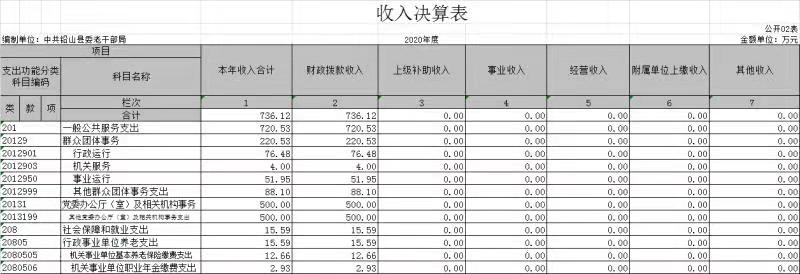 收入决算表
公开02表
编制单位：中共铅山县委老干部局 2020年度 金额单位：万元
项目 本年收入合计 财政拨款收入 上级补助收入 事业收入 经营收入 附属单位上缴收入 其他收入
支出功能分类科目编码 科目名称
类 款 项 栏次 1 2 3 4 5 6 7
合计 736.12 736.12 0.00 0.00 0.00 0.00 0.00
201 一般公共服务支出 720.53 720.53 0.00 0.00 0.00 0.00 0.00
20129 群众团体事务 220.53 220.53 0.00 0.00 0.00 0.00 0.00
2012901 行政运行 76.48 76.48 0.00 0.00 0.00 0.00 0.00
2012903 机关服务 4.00 4.00 0.00 0.00 0.00 0.00 0.00
2012950 事业运行 51.95 51.95 0.00 0.00 0.00 0.00 0.00
2012999 其他群众团体事务支出 88.10 88.10 0.00 0.00 0.00 0.00 0.00
20131 党委办公厅（室）及相关机构事务 500.00 500.00 0.00 0.00 0.00 0.00 0.00
2013199 其他党委办公厅（室）及相关机构事务支出 500.00 500.00 0.00 0.00 0.00 0.00 0.00
208 社会保障和就业支出 15.59 15.59 0.00 0.00 0.00 0.00 0.00
20805 行政事业单位养老支出 15.59 15.59 0.00 0.00 0.00 0.00 0.00
2080505 机关事业单位基本养老保险缴费支出 12.66 12.66 0.00 0.00 0.00 0.00 0.00
2080506 机关事业单位职业年金缴费支出 2.93 2.93 0.00 0.00 0.00 0.00 0.00